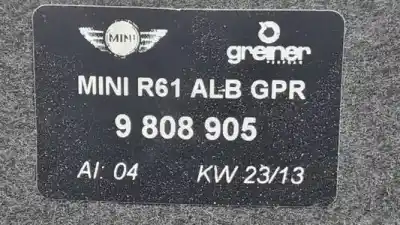 MINI
greiner
MINI R61 ALB GPR
9 808 905
AI: 04 KW 23/13